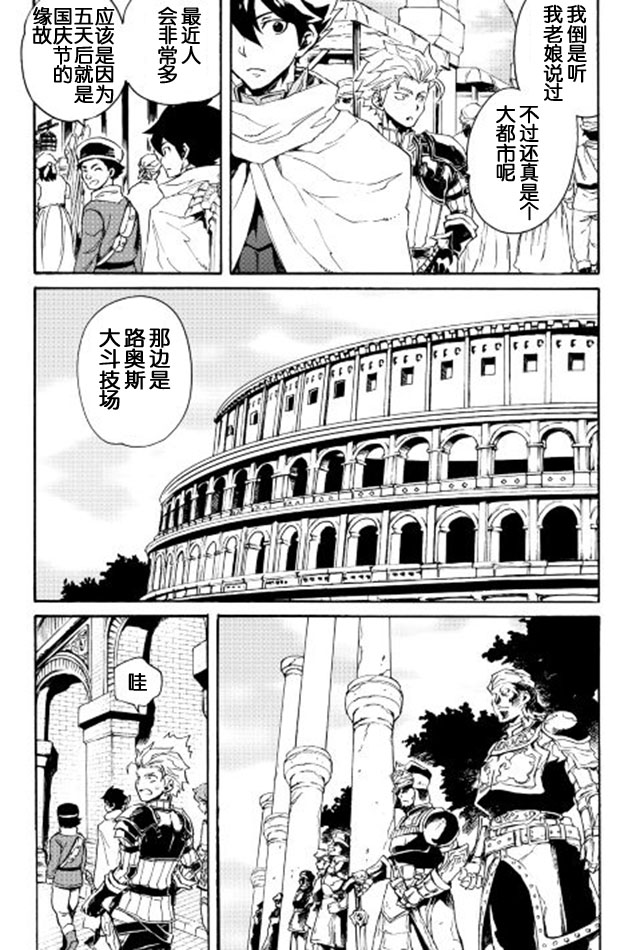 我倒是听
我老娘说过
不过还真是个
大都市呢
最近人
会非常多
应该是因为
五天后就是
国庆节的
缘故
那边是
路奥斯
大斗技场
哇